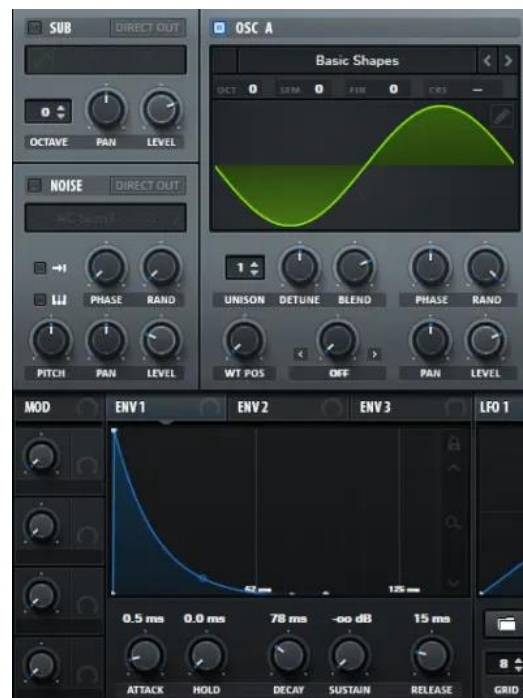 SUB DIRECT OUT
0
OCTAVE PAN LEVEL
NOISE DIRECT OUT
PHASE RAND
PITCH PAN LEVEL
OSC A
Basic Shapes < >
OCT 0 SEM 0 FIN 0 CRS --
1
UNISON DETUNE BLEND PHASE RAND
WT POS < OFF > PAN LEVEL
MOD ENV 1 ENV 2 ENV 3 LFO 1
62 ms 125 ms
0.5 ms 0.0 ms 78 ms -oo dB 15 ms
ATTACK HOLD DECAY SUSTAIN RELEASE
8
GRID